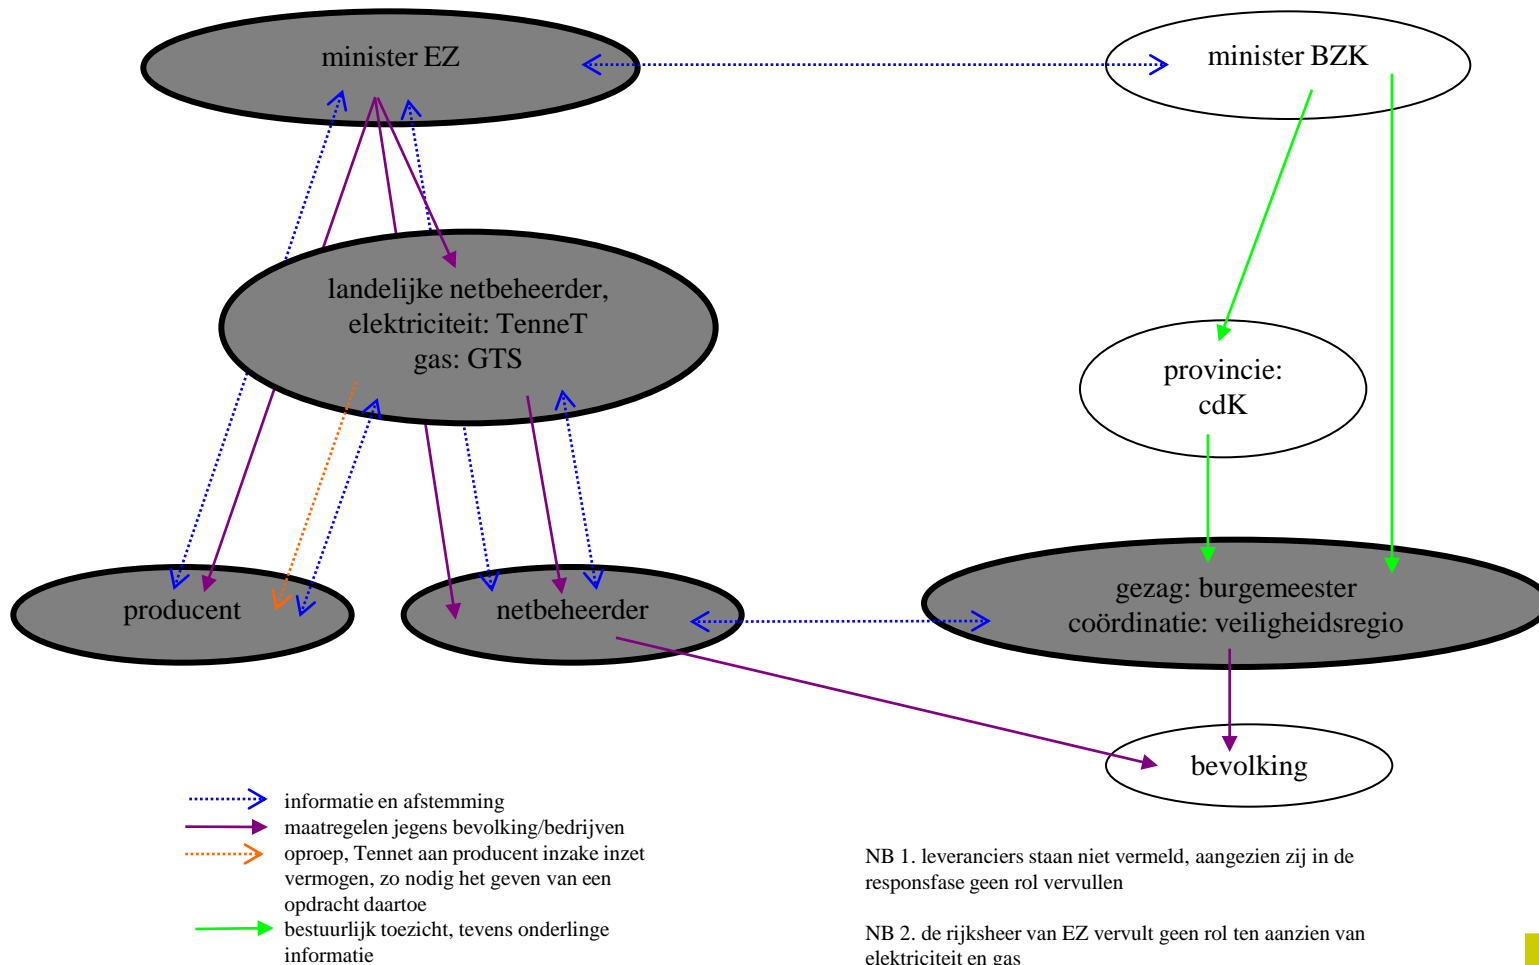 minister EZ
minister BZK
landelijke netbeheerder,
elektriciteit: TenneT
gas: GTS
provincie:
cdK
producent
netbeheerder
gezag: burgemeester
coördinatie: veiligheidsregio
bevolking
informatie en afstemming
maatregelen jegens bevolking/bedrijven
oproep, Tennet aan producent inzake inzet
vermogen, zo nodig het geven van een
opdracht daartoe
bestuurlijk toezicht, tevens onderlinge
informatie
NB 1. leveranciers staan niet vermeld, aangezien zij in de
responsfase geen rol vervullen
NB 2. de rijksheer van EZ vervult geen rol ten aanzien van
elektriciteit en gas